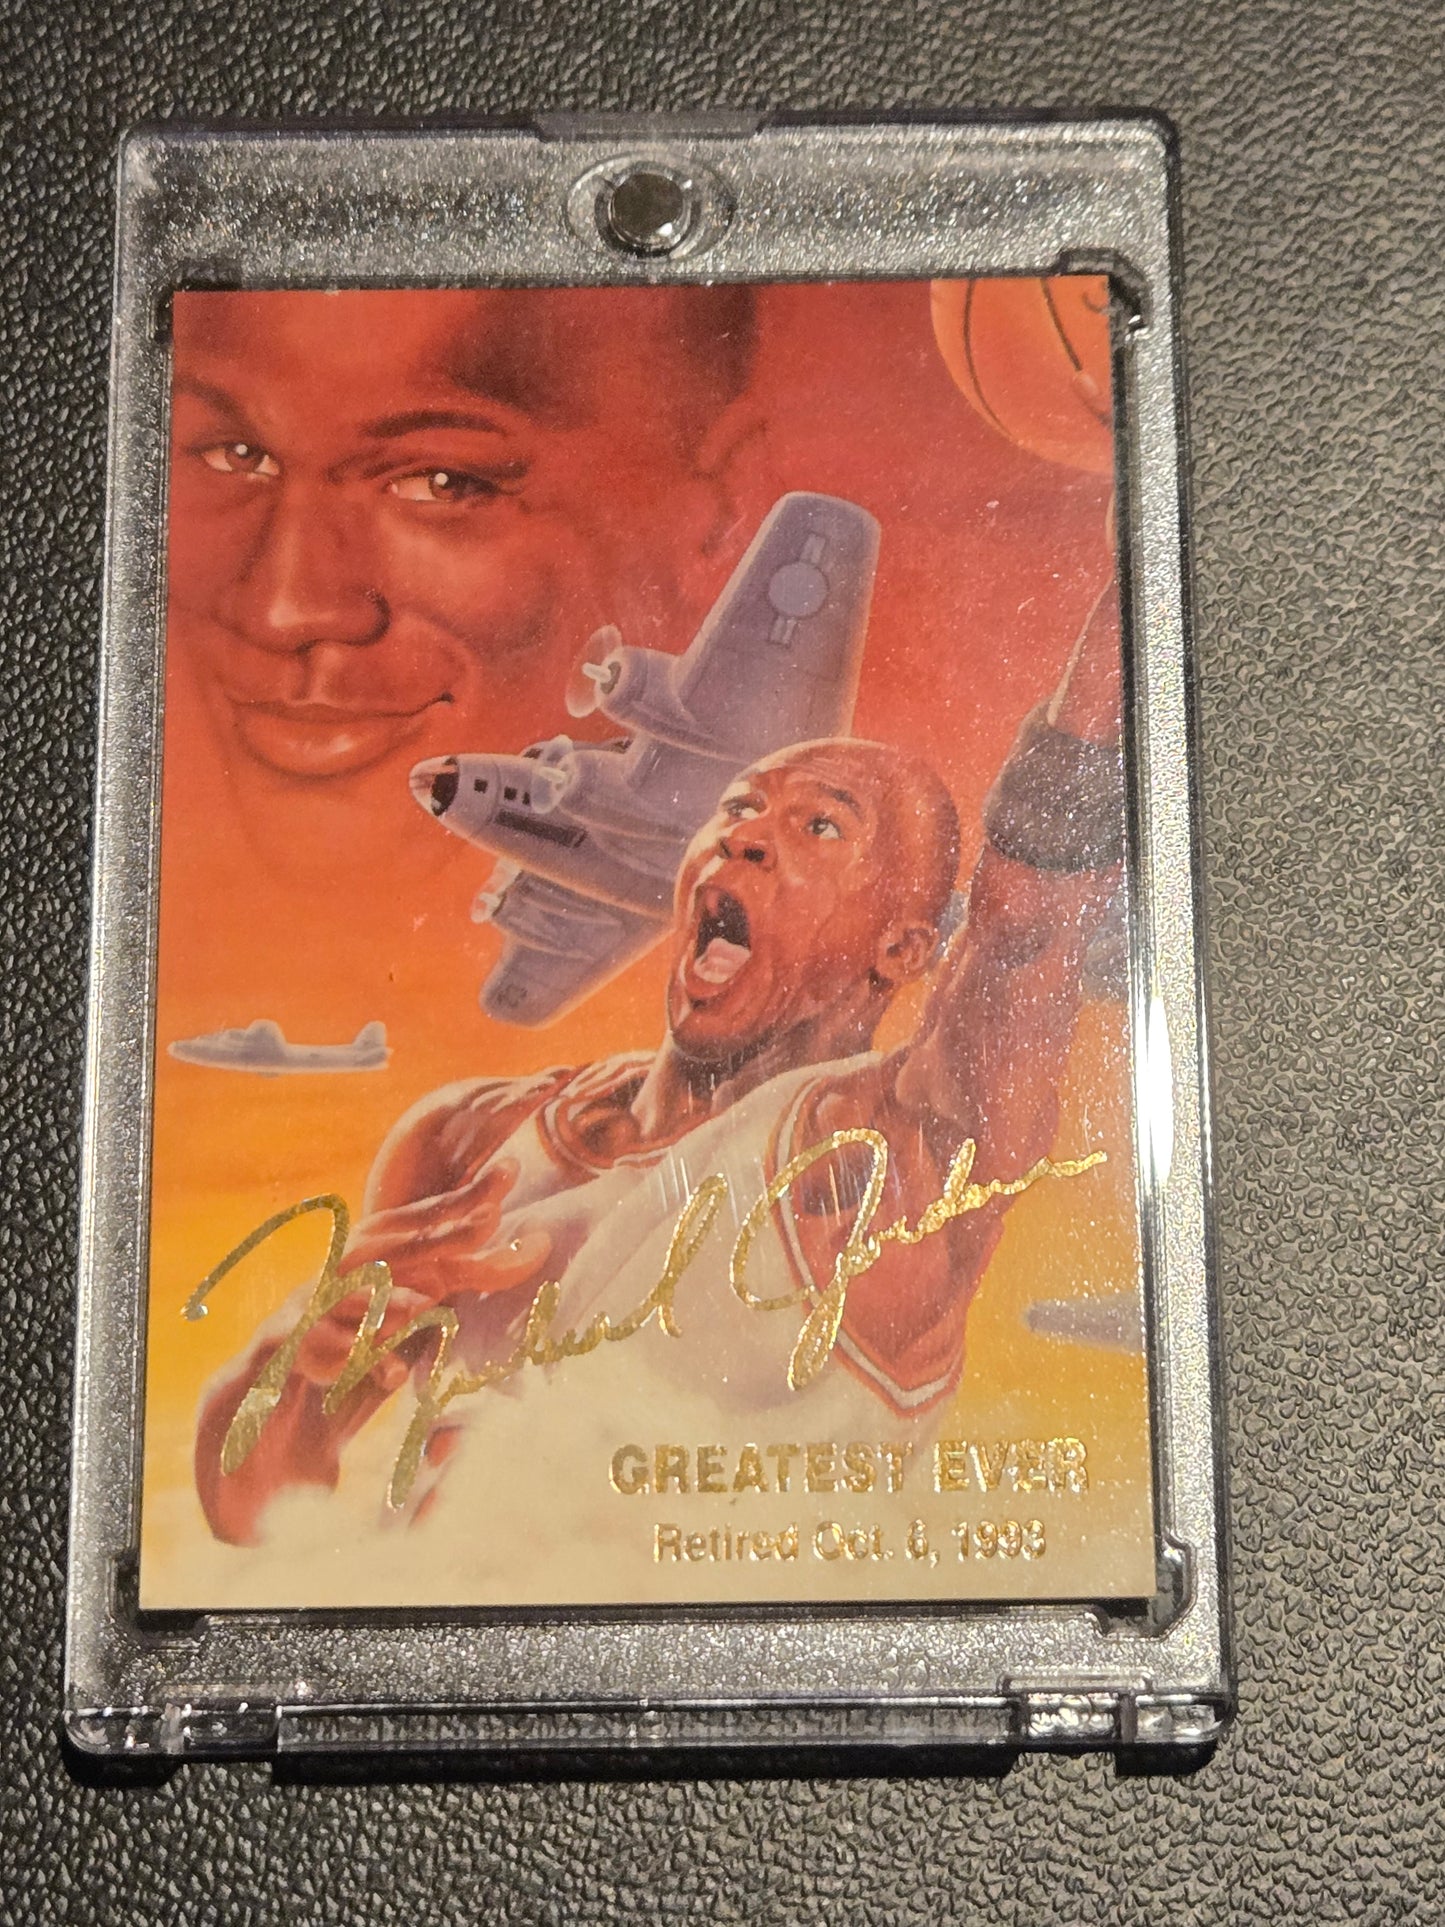 Michael Jordan
GREATEST EVER
Retired Oct. 6, 1993